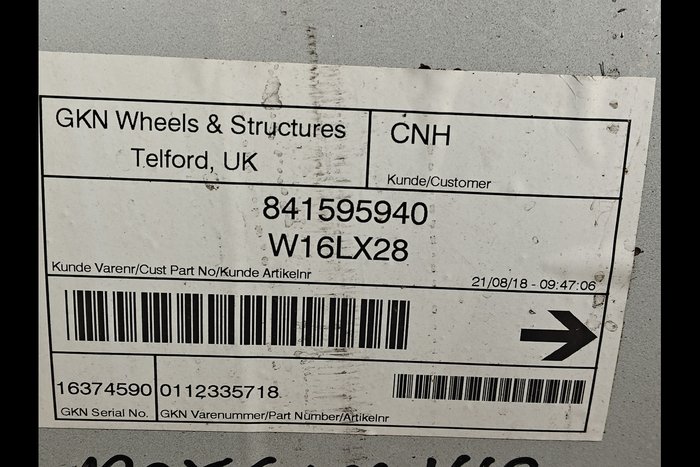 GKN Wheels & Structures
Telford, UK
CNH
Kunde/Customer
841595940
W16LX28
Kunde Varenr/Cust Part No/Kunde Artikelnr
21/08/18 - 09:47:06
16374590
GKN Serial No.
0112335718
GKN Varenummer/Part Number/Artikelnr